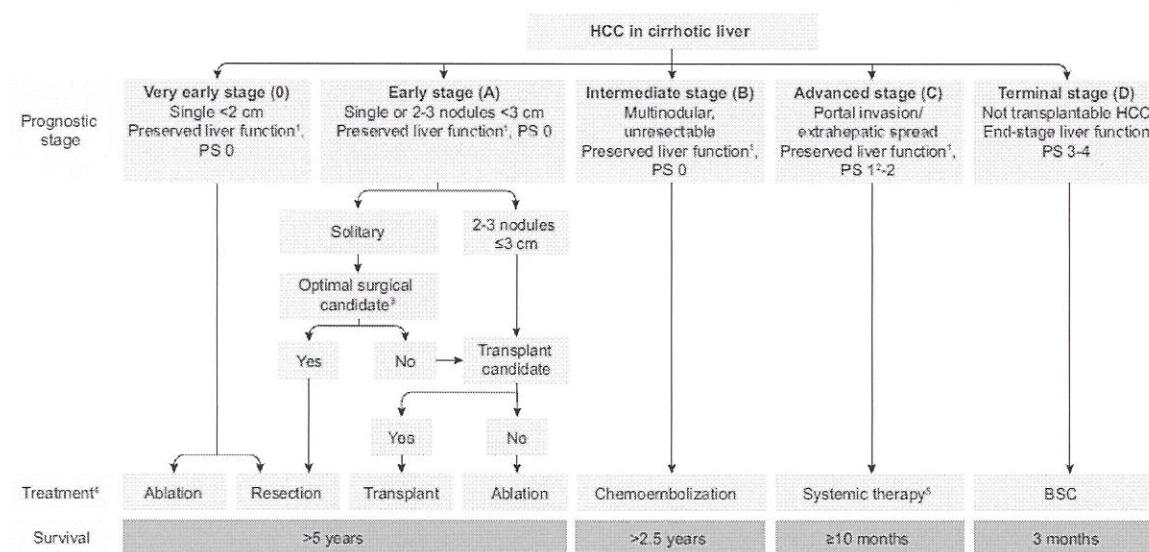 HCC in cirrhotic liver
Prognostic
stage
Very early stage (0)
Single <2 cm
Preserved liver function¹,
PS 0
Early stage (A)
Single or 2-3 nodules <3 cm
Preserved liver function¹, PS 0
Intermediate stage (B)
Multinodular,
unresectable
Preserved liver function¹,
PS 0
Advanced stage (C)
Portal invasion/
extrahepatic spread
Preserved liver function¹,
PS 1²-2
Terminal stage (D)
Not transplantable HCC
End-stage liver function
PS 3-4
Solitary
2-3 nodules
≤3 cm
Optimal surgical
candidate³
Yes
No
Transplant
candidate
Yes
No
Treatment⁴
Ablation
Resection
Transplant
Ablation
Chemoembolization
Systemic therapy⁵
BSC
Survival
>5 years
>2.5 years
≥10 months
3 months